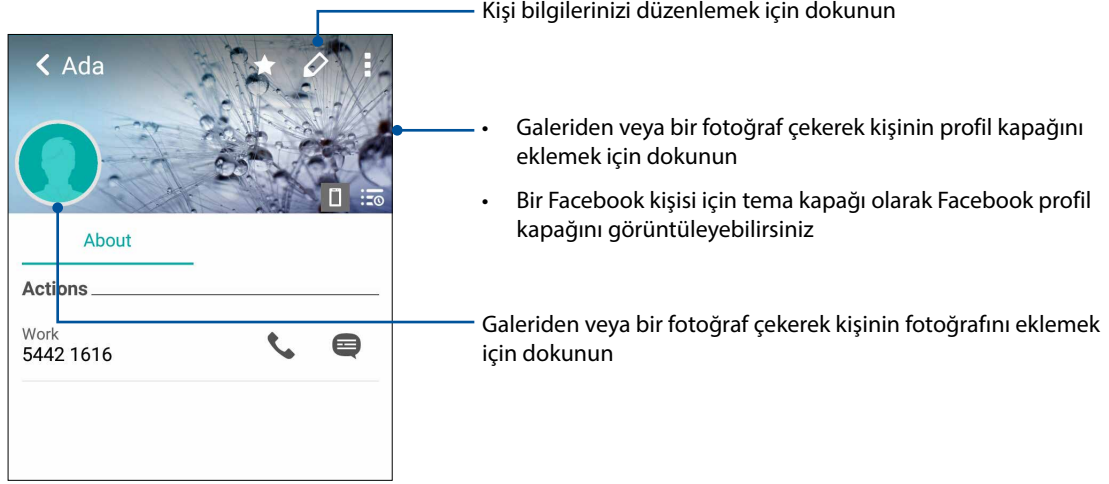 Kişi bilgilerinizi düzenlemek için dokunun
Ada
• Galeriden veya bir fotoğraf çekerek kişinin profil kapağını
eklemek için dokunun
• Bir Facebook kişisi için tema kapağı olarak Facebook profil
kapağını görüntüleyebilirsiniz
About
Actions
Work
5442 1616
Galeriden veya bir fotoğraf çekerek kişinin fotoğrafını eklemek
için dokunun